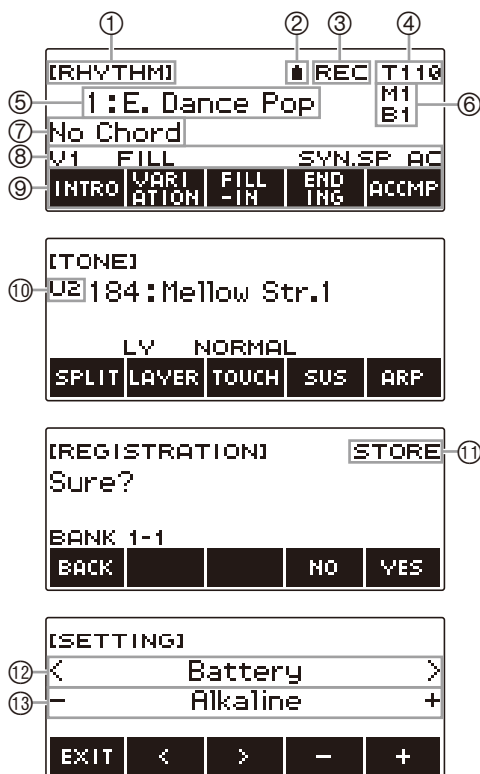 ① ② ③ ④
[RHYTHM] REC T110
⑤ 1:E. Dance Pop M1
B1 ⑥
⑦ No Chord
⑧ V1 FILL SYN.SP AC
⑨ INTRO VARI ATION FILL -IN END ING ACCMP
[TONE]
⑩ U2 184:Mellow Str.1
LY NORMAL
SPLIT LAYER TOUCH SUS ARP
[REGISTRATION] STORE ⑪
Sure?
BANK 1-1
BACK NO YES
[SETTING]
⑫ < Battery >
⑬ - Alkaline +
EXIT < > - +